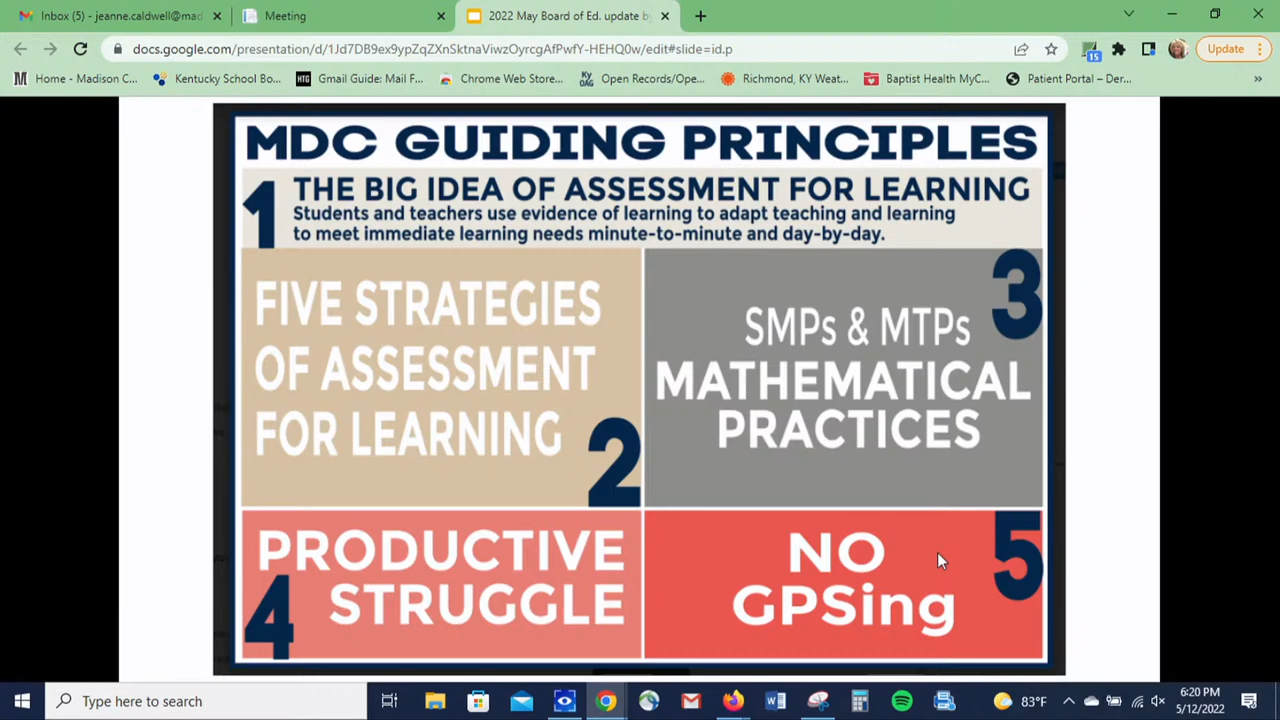 Inbox (5) - jeanne.caldwell@mad
Meeting
2022 May Board of Ed. update by
docs.google.com/presentation/d/1Jd7DB9ex9ypZqZXnSktnaViwzOyrcgAfPwfY-HEHQ0w/edit#slide=id.p
15
Update
Home - Madison C...
Kentucky School Bo...
HTG
Gmail Guide: Mail F...
Chrome Web Store...
KY OAG
Open Records/Ope...
Richmond, KY Weat...
Baptist Health MyC...
Patient Portal – Der...
MDC GUIDING PRINCIPLES
1
THE BIG IDEA OF ASSESSMENT FOR LEARNING
Students and teachers use evidence of learning to adapt teaching and learning
to meet immediate learning needs minute-to-minute and day-by-day.
FIVE STRATEGIES
OF ASSESSMENT
FOR LEARNING
2
3
SMPs & MTPs
MATHEMATICAL
PRACTICES
PRODUCTIVE
STRUGGLE
4
NO
GPSing
5
Type here to search
83°F
6:20 PM
5/12/2022